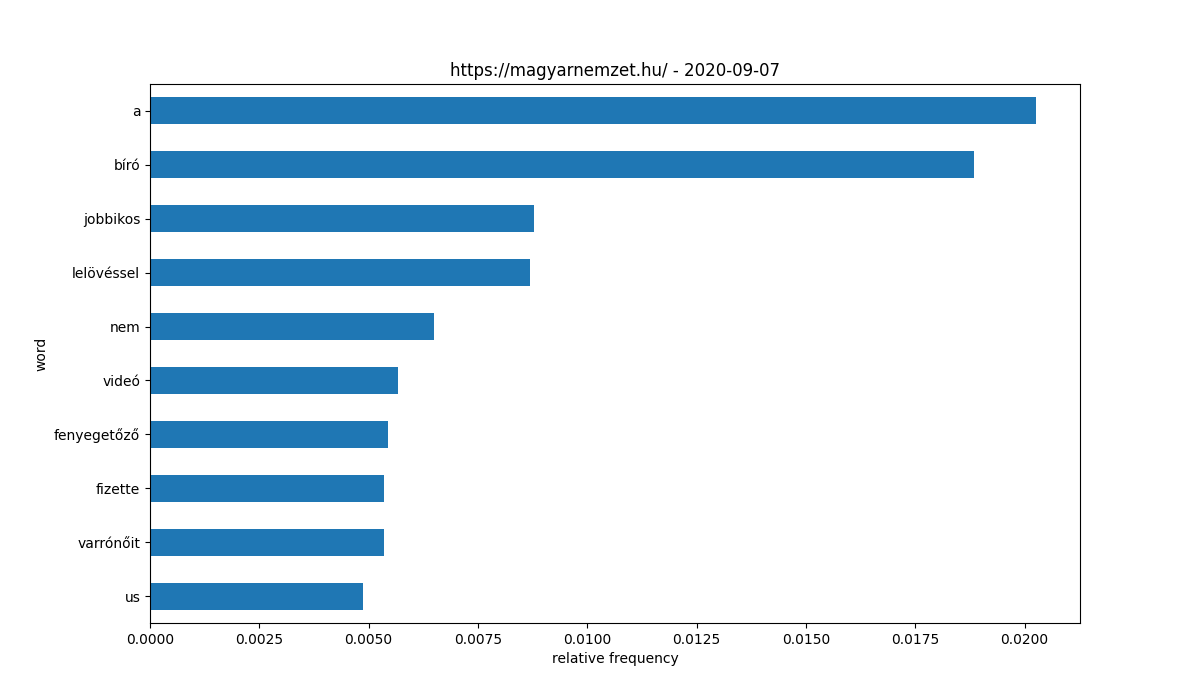 https://magyarnemzet.hu/ - 2020-09-07
a
bíró
jobbikos
lelövéssel
nem
videó
fenyegetőző
fizette
varrónőit
us
word
0.0000 0.0025 0.0050 0.0075 0.0100 0.0125 0.0150 0.0175 0.0200
relative frequency